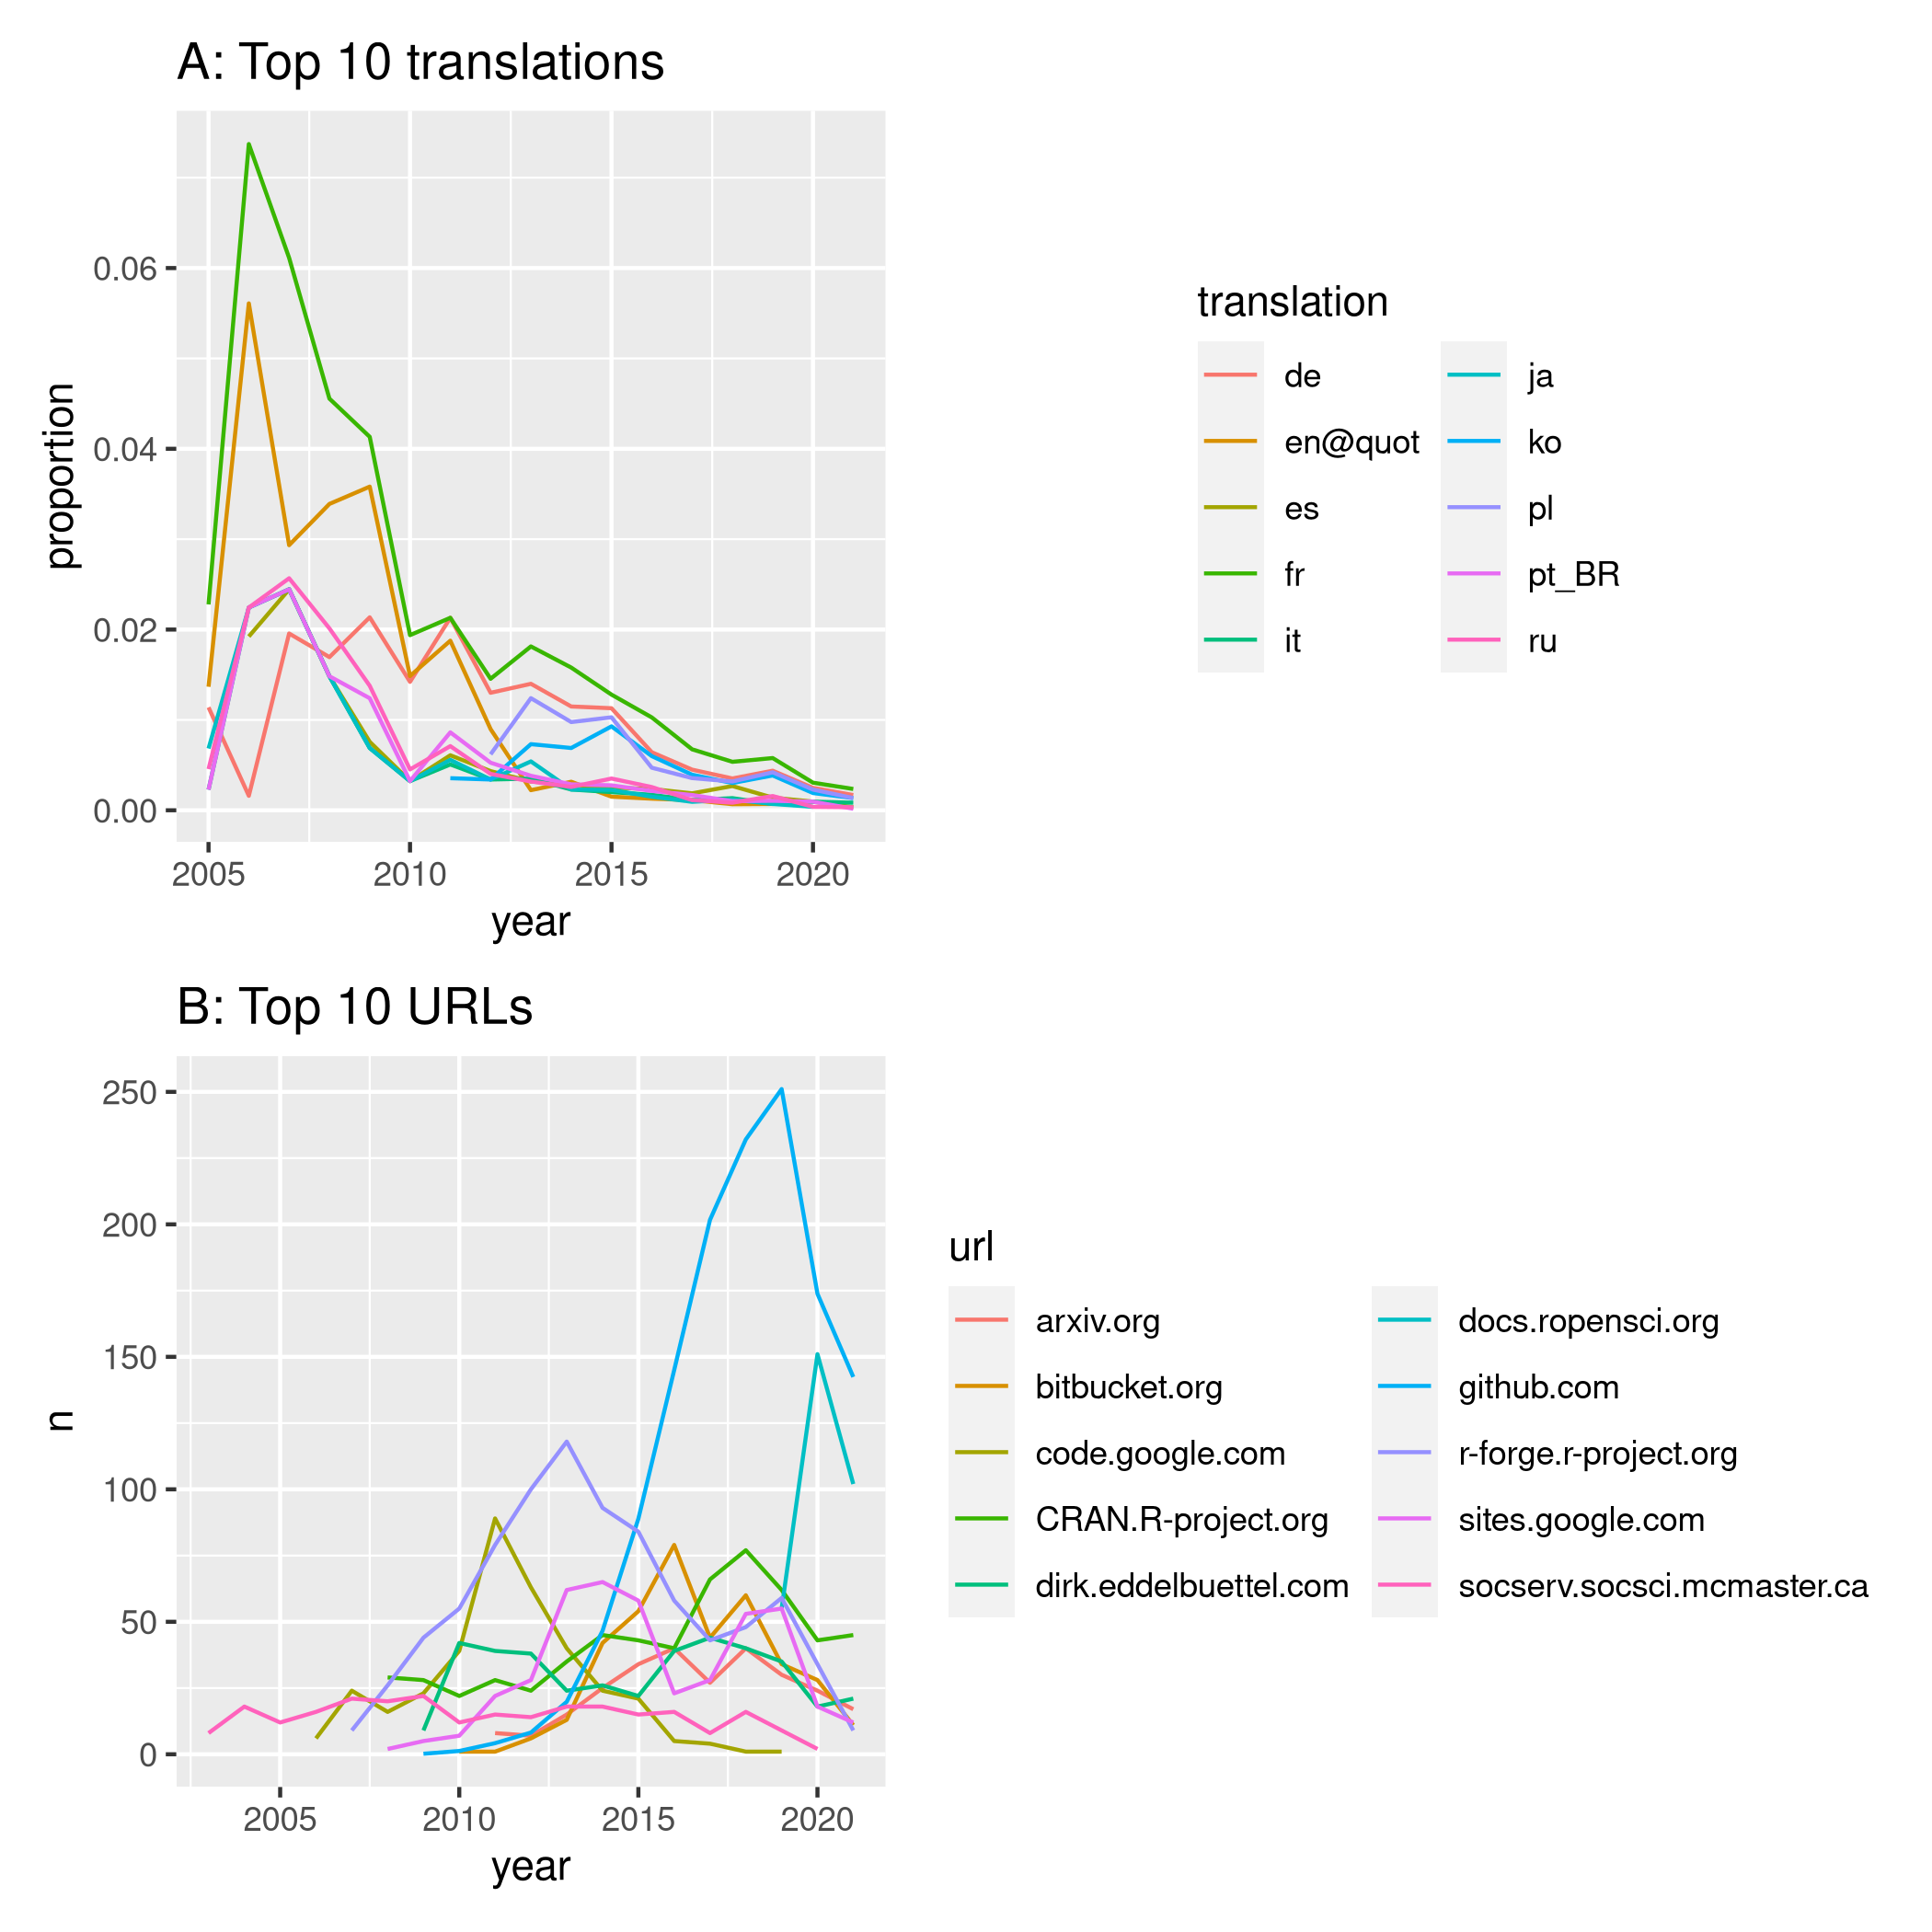 A: Top 10 translations
0.06
0.04
0.02
0.00
proportion
2005 2010 2015 2020
year
translation
de ja
en@quot ko
es pl
fr pt_BR
it ru
B: Top 10 URLs
250
200
150
100
50
0
n
2005 2010 2015 2020
year
url
arxiv.org docs.ropensci.org
bitbucket.org github.com
code.google.com r-forge.r-project.org
CRAN.R-project.org sites.google.com
dirk.eddelbuettel.com socserv.socsci.mcmaster.ca